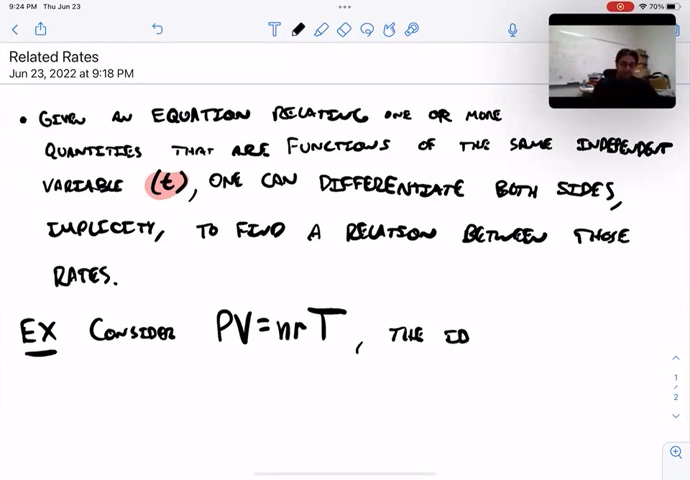 9:24 PM Thu Jun 23
70%
Related Rates
Jun 23, 2022 at 9:18 PM
• GIVEN AN EQUATION RELATING ONE OR MORE
QUANTITIES THAT ARE FUNCTIONS OF THE SAME INDEPENDENT
VARIABLE (t), ONE CAN DIFFERENTIATE BOTH SIDES,
IMPLICITY, TO FIND A RELATION BETWEEN THOSE
RATES.
EX CONSIDER PV=nrT, THE ID
1
/
2